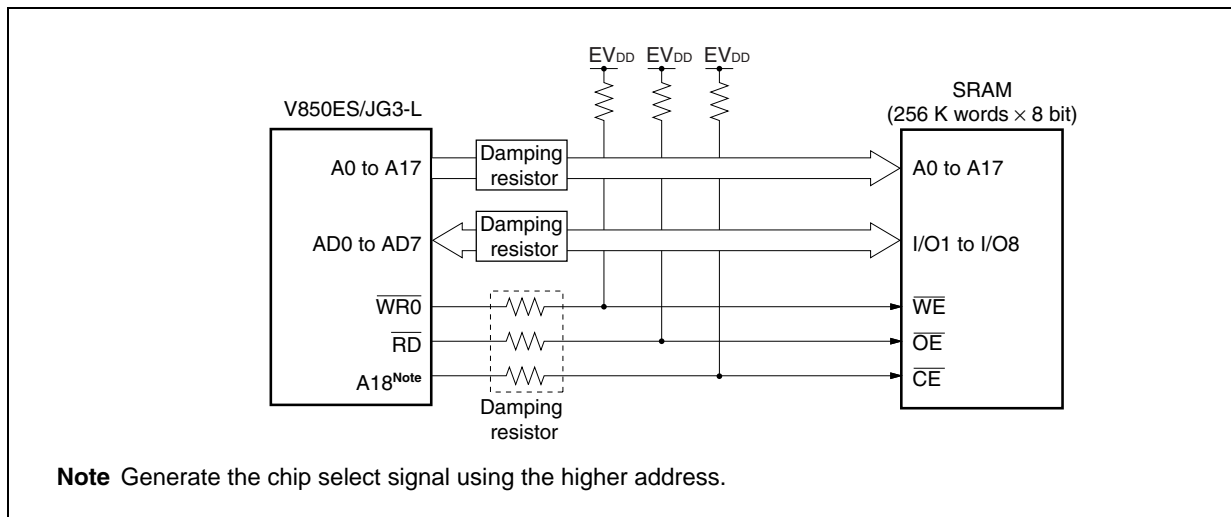 EVDD EVDD EVDD
V850ES/JG3-L
SRAM
(256 K words × 8 bit)
A0 to A17
Damping
resistor
A0 to A17
AD0 to AD7
Damping
resistor
I/O1 to I/O8
WR0
WE
RD
OE
A18Note
CE
Damping
resistor
Note Generate the chip select signal using the higher address.